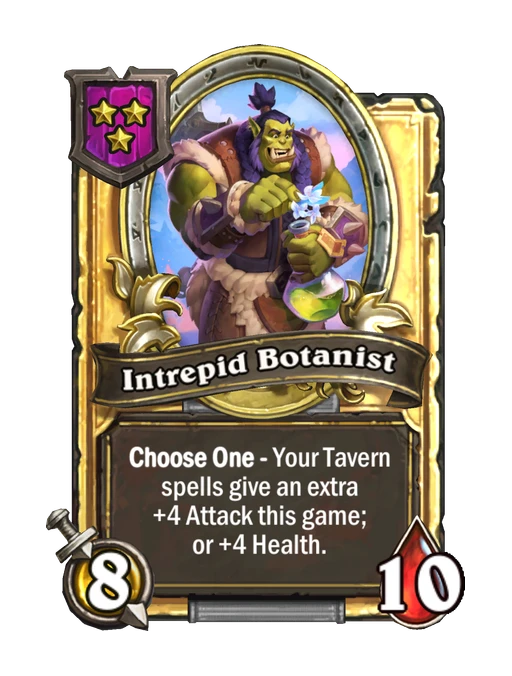 Intrepid Botanist
Choose One - Your Tavern
spells give an extra
+4 Attack this game;
or +4 Health.
8
10